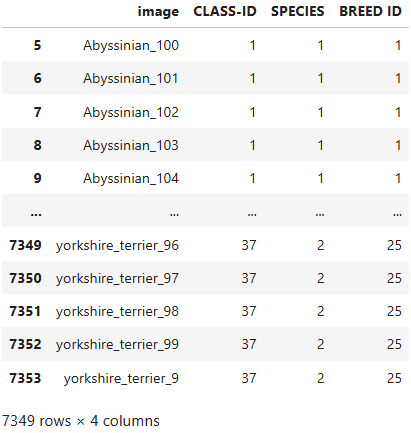 image CLASS-ID SPECIES BREED ID
5 Abyssinian_100 1 1 1
6 Abyssinian_101 1 1 1
7 Abyssinian_102 1 1 1
8 Abyssinian_103 1 1 1
9 Abyssinian_104 1 1 1
... ... ... ... ...
7349 yorkshire_terrier_96 37 2 25
7350 yorkshire_terrier_97 37 2 25
7351 yorkshire_terrier_98 37 2 25
7352 yorkshire_terrier_99 37 2 25
7353 yorkshire_terrier_9 37 2 25
7349 rows × 4 columns